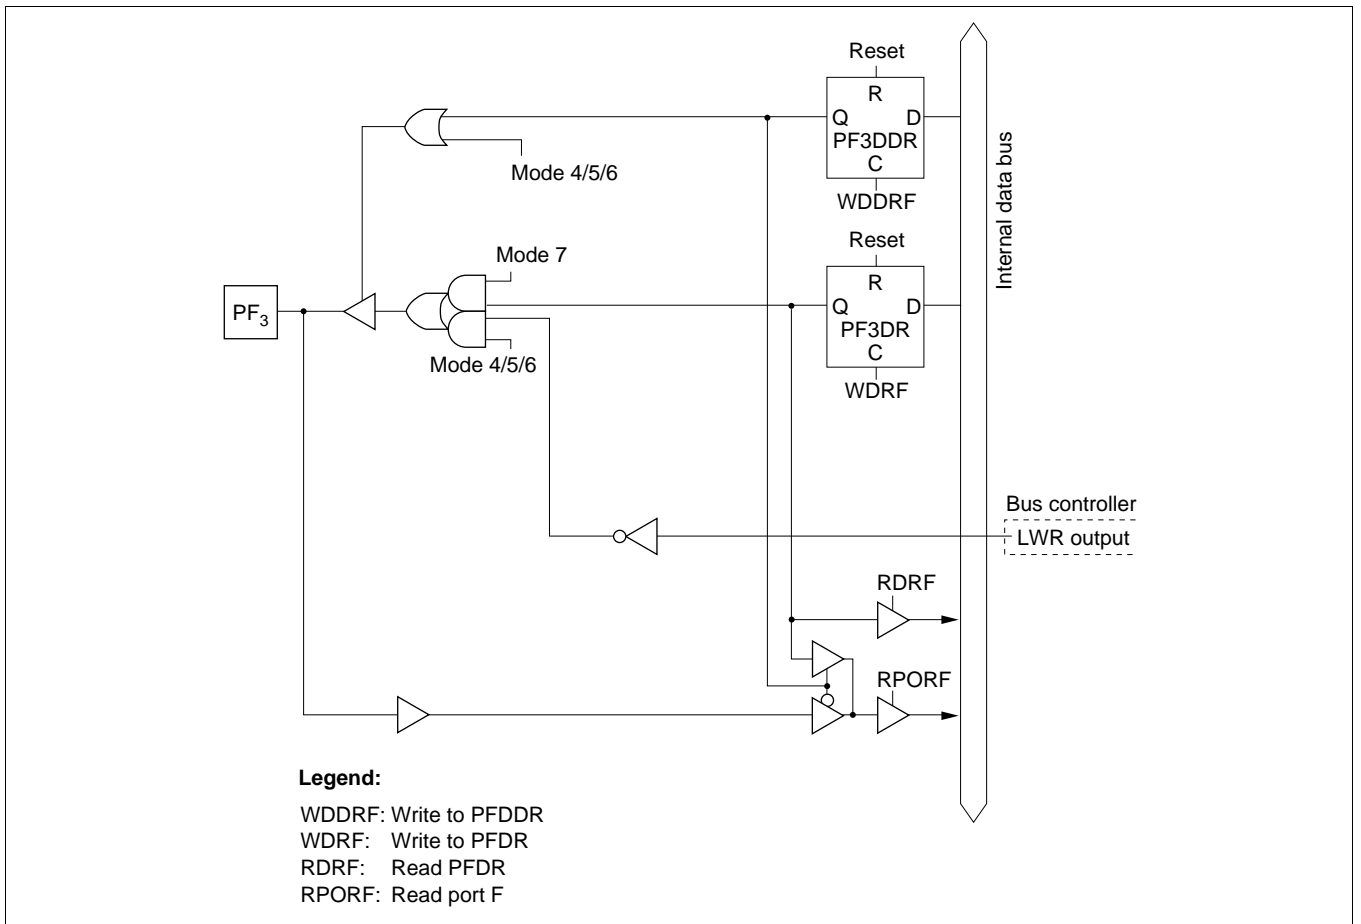 Reset
R
Q D
PF3DDR
C
WDDRF
Mode 4/5/6
Internal data bus
Reset
R
Q D
PF3DR
C
WDRF
Mode 7
PF3
Mode 4/5/6
Bus controller
LWR output
RDRF
RPORF
Legend:
WDDRF: Write to PFDDR
WDRF: Write to PFDR
RDRF: Read PFDR
RPORF: Read port F